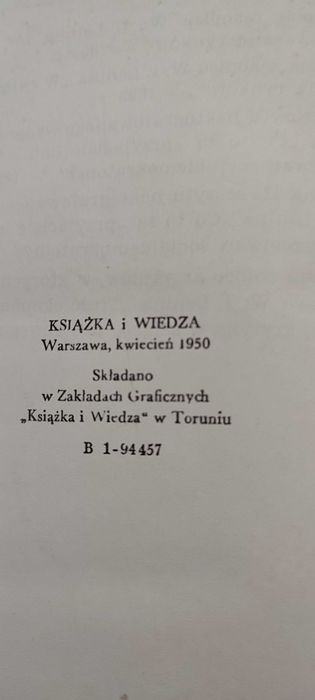 KSIĄŻKA i WIEDZA
Warszawa, kwiecień 1950
Składano
w Zakładach Graficznych
„Książka i Wiedza“ w Toruniu
B 1-94457